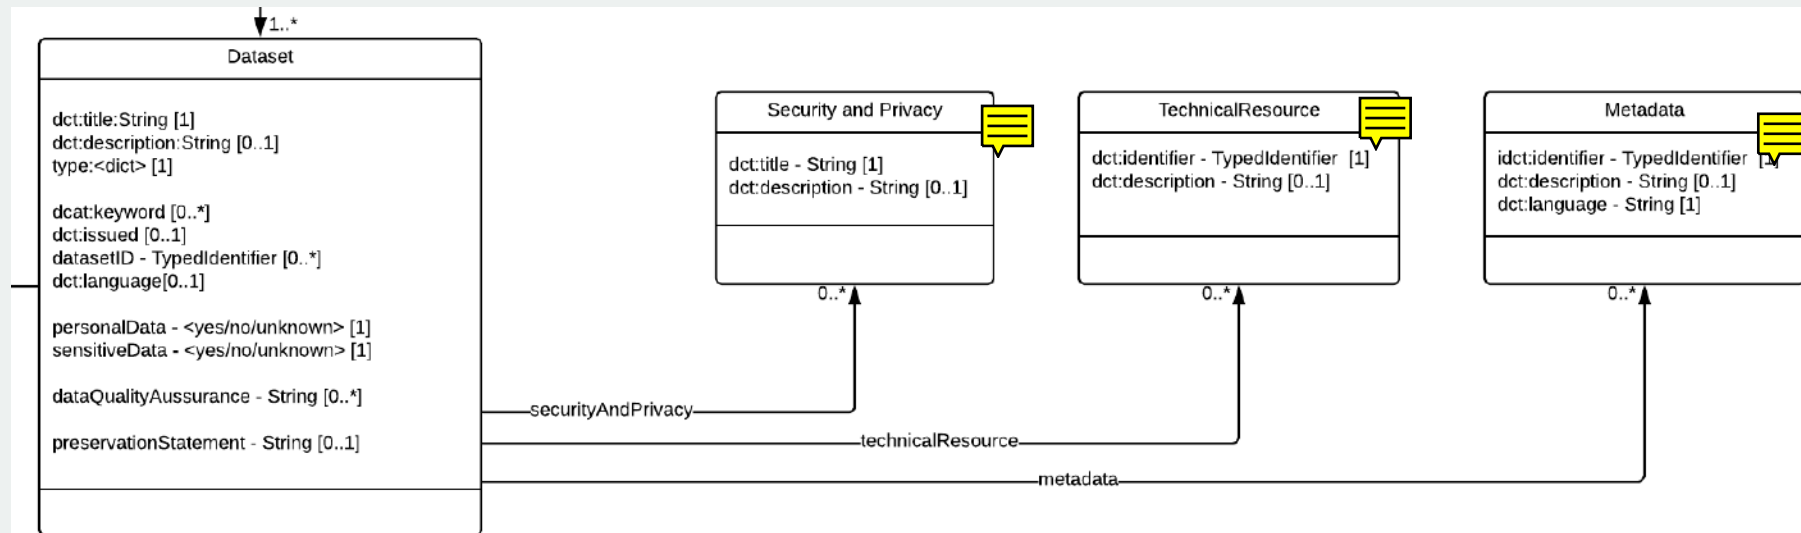 1..*
Dataset
dct:title:String [1]
dct:description:String [0..1]
type:<dict> [1]
dcat:keyword [0..*]
dct:issued [0..1]
datasetID - TypedIdentifier [0..*]
dct:language[0..1]
personalData - <yes/no/unknown> [1]
sensitiveData - <yes/no/unknown> [1]
dataQualityAussurance - String [0..*]
preservationStatement - String [0..1]
Security and Privacy
dct:title - String [1]
dct:description - String [0..1]
0..*
TechnicalResource
dct:identifier - TypedIdentifier [1]
dct:description - String [0..1]
0..*
Metadata
idct:identifier - TypedIdentifier [1]
dct:description - String [0..1]
dct:language - String [1]
0..*
securityAndPrivacy
technicalResource
metadata